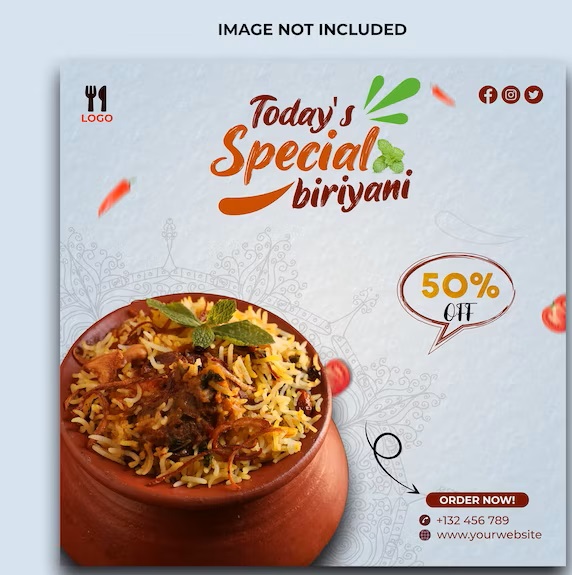 IMAGE NOT INCLUDED
LOGO
Today's
Special
biriyani
50%
OFF
ORDER NOW!
+132 456 789
www.yourwebsite